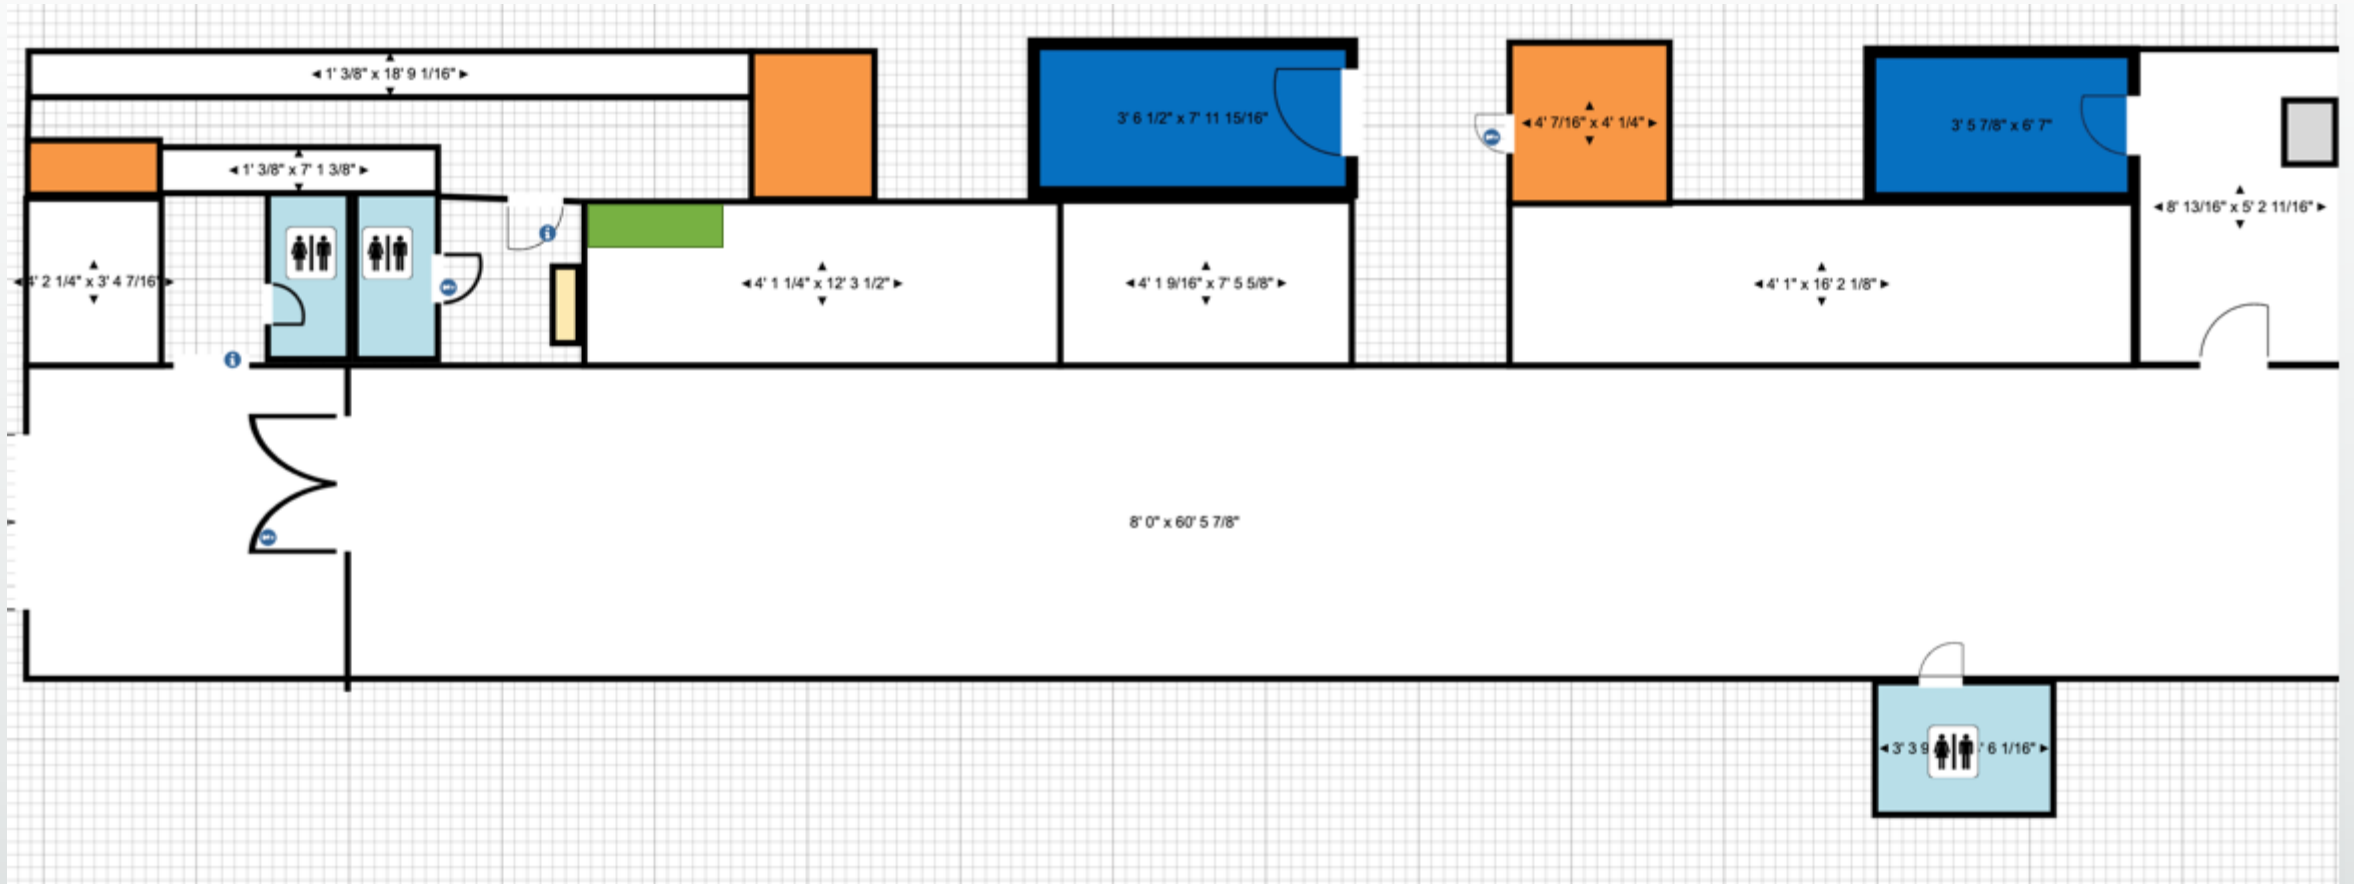 1' 3/8" x 18' 9 1/16"
3' 6 1/2" x 7' 11 15/16"
4' 7/16" x 4' 1/4"
3' 5 7/8" x 6' 7"
1' 3/8" x 7' 1 3/8"
8' 13/16" x 5' 2 11/16"
4' 2 1/4" x 3' 4 7/16"
4' 1 1/4" x 12' 3 1/2"
4' 1 9/16" x 7' 5 5/8"
4' 1" x 16' 2 1/8"
8' 0" x 60' 5 7/8"
3' 3 9 ' 6 1/16"